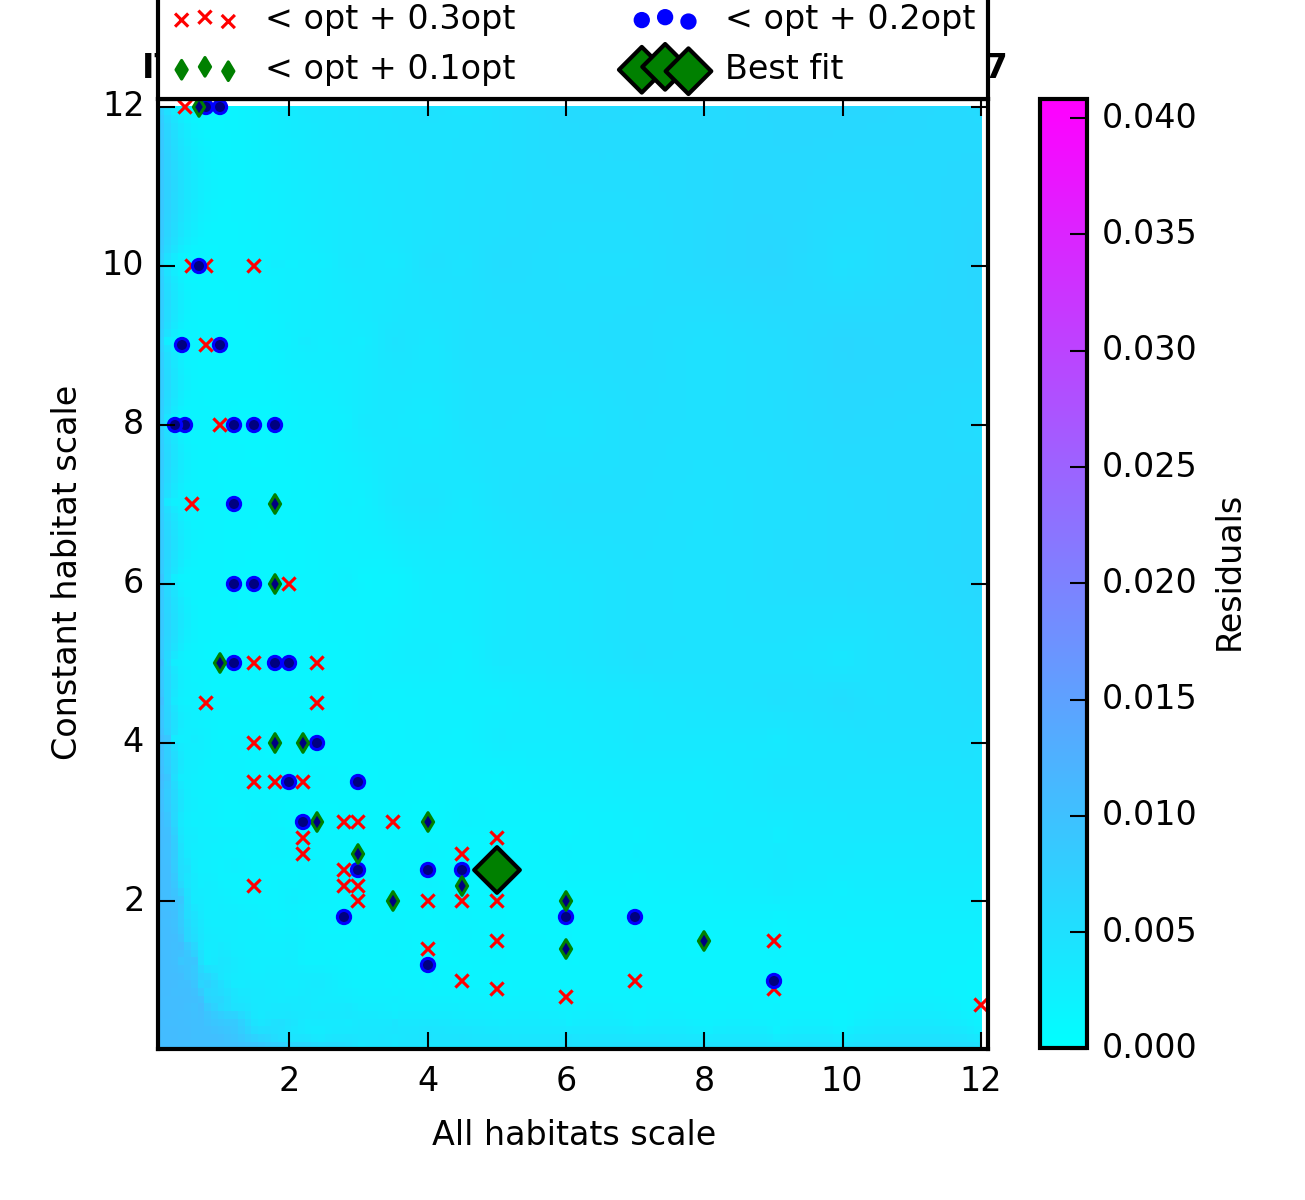 < opt + 0.3opt
< opt + 0.2opt
< opt + 0.1opt
Best fit
7
12
10
8
6
4
2
Constant habitat scale
2 4 6 8 10 12
All habitats scale
0.040
0.035
0.030
0.025
0.020
0.015
0.010
0.005
0.000
Residuals